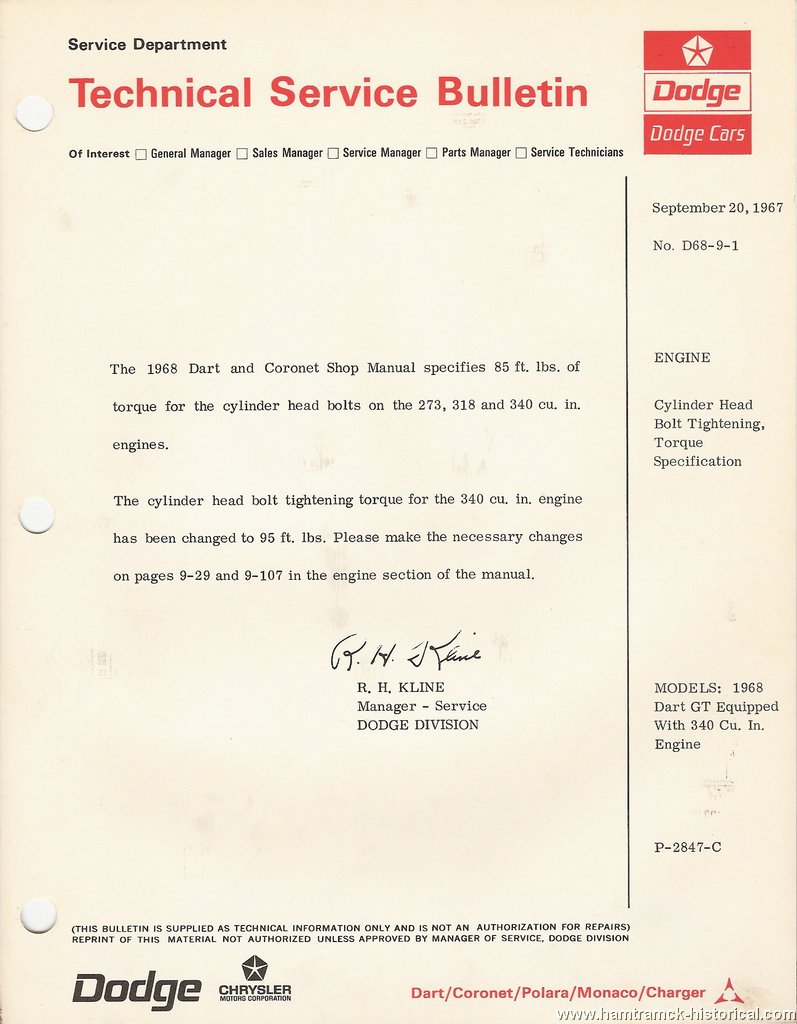 Service Department
Technical Service Bulletin
Dodge
Dodge Cars
Of Interest □ General Manager □ Sales Manager □ Service Manager □ Parts Manager □ Service Technicians
September 20, 1967
No. D68-9-1
The 1968 Dart and Coronet Shop Manual specifies 85 ft. lbs. of
torque for the cylinder head bolts on the 273, 318 and 340 cu. in.
engines.
The cylinder head bolt tightening torque for the 340 cu. in. engine
has been changed to 95 ft. lbs. Please make the necessary changes
on pages 9-29 and 9-107 in the engine section of the manual.
R. H. Kline
R. H. KLINE
Manager - Service
DODGE DIVISION
ENGINE
Cylinder Head
Bolt Tightening,
Torque
Specification
MODELS: 1968
Dart GT Equipped
With 340 Cu. In.
Engine
P-2847-C
(THIS BULLETIN IS SUPPLIED AS TECHNICAL INFORMATION ONLY AND IS NOT AN AUTHORIZATION FOR REPAIRS)
REPRINT OF THIS MATERIAL NOT AUTHORIZED UNLESS APPROVED BY MANAGER OF SERVICE, DODGE DIVISION
Dodge
CHRYSLER
MOTORS CORPORATION
Dart/Coronet/Polara/Monaco/Charger
www.hamtramck-historical.com